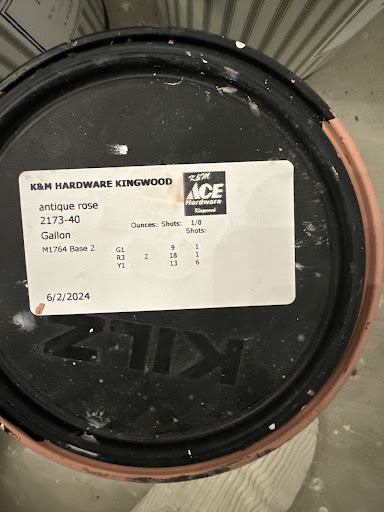 K&M HARDWARE KINGWOOD
K&M
ACE
Hardware
Kingwood
antique rose
2173-40
Gallon
Ounces: Shots: 1/8
Shots:
M1764 Base 2
G1 9 1
R3 2 18 1
Y1 13 6
6/2/2024
KILZ